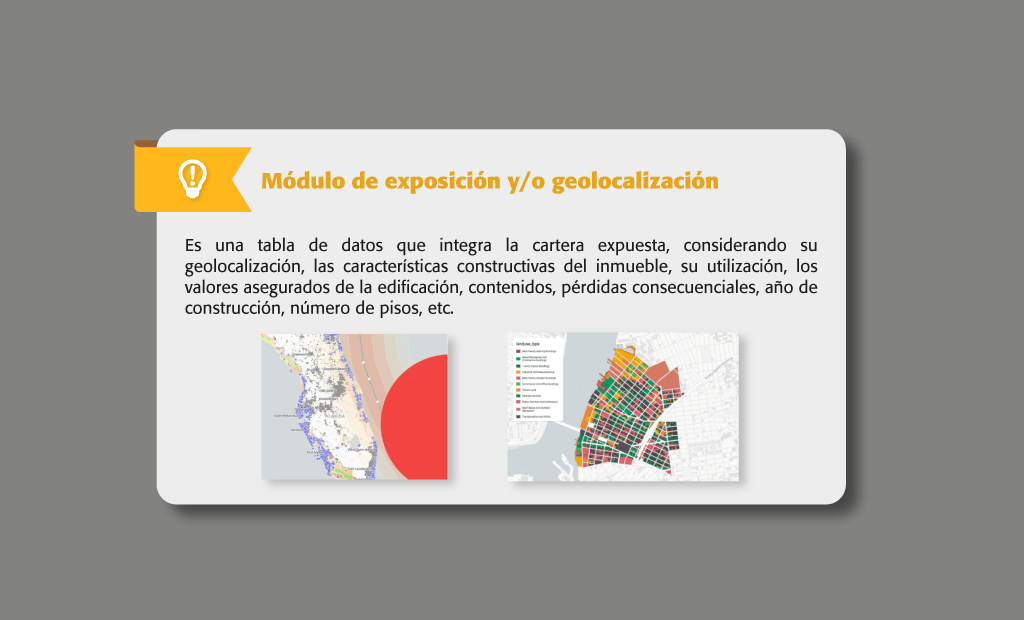 Módulo de exposición y/o geolocalización
Es una tabla de datos que integra la cartera expuesta, considerando su
geolocalización, las características constructivas del inmueble, su utilización, los
valores asegurados de la edificación, contenidos, pérdidas consecuenciales, año de
construcción, número de pisos, etc.
landuse_type